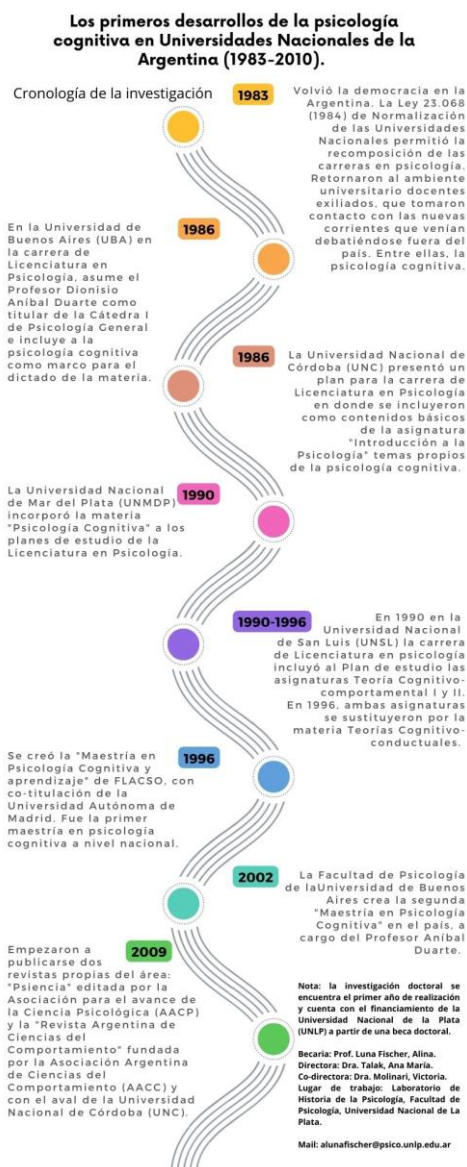 Los primeros desarrollos de la psicología
cognitiva en Universidades Nacionales de la
Argentina (1983-2010).
Cronología de la investigación
1983
Volvió la democracia en la
Argentina. La Ley 23.068
(1984) de Normalización
de las Universidades
Nacionales permitió la
recomposición de las
carreras en psicología.
Retornaron al ambiente
universitario docentes
exiliados, que tomaron
contacto con las nuevas
corrientes que venían
debatiéndose fuera del
país. Entre ellas, la
psicología cognitiva.
1986
En la Universidad de
Buenos Aires (UBA) en
la carrera de
Licenciatura en
Psicología, asume el
Profesor Dionisio
Aníbal Duarte como
titular de la Cátedra I
de Psicología General
e incluye a la
psicología cognitiva
como marco para el
dictado de la materia.
1986
La Universidad Nacional de
Córdoba (UNC) presentó un
plan para la carrera de
Licenciatura en Psicología
en donde se incluyeron
como contenidos básicos
de la asignatura
"Introducción a la
Psicología" temas propios
de la psicología cognitiva.
1990
La Universidad Nacional
de Mar del Plata (UNMDP)
incorporó la materia
"Psicología Cognitiva" a los
planes de estudio de la
Licenciatura en Psicología.
1990-1996
En 1990 en la
Universidad Nacional
de San Luis (UNSL) la carrera
de Licenciatura en psicología
incluyó al Plan de estudio las
asignaturas Teoría Cognitivo-
comportamental I y II.
En 1996, ambas asignaturas
se sustituyeron por la
materia Teorías Cognitivo-
conductuales.
1996
Se creó la "Maestría en
Psicología Cognitiva y
aprendizaje" de FLACSO, con
co-titulación de la
Universidad Autónoma de
Madrid. Fue la primer
maestría en psicología
cognitiva a nivel nacional.
2002
La Facultad de Psicología
de laUniversidad de Buenos
Aires crea la segunda
"Maestría en Psicología
Cognitiva" en el país, a
cargo del Profesor Aníbal
Duarte.
2009
Empezaron a
publicarse dos
revistas propias del área:
"Psiencia" editada por la
Asociación para el avance de
la Ciencia Psicológica (AACP)
y la "Revista Argentina de
Ciencias del
Comportamiento" fundada
por la Asociación Argentina
de Ciencias del
Comportamiento (AACC) y
con el aval de la Universidad
Nacional de Córdoba (UNC).
Nota: la investigación doctoral se
encuentra el primer año de realización
y cuenta con el financiamiento de la
Universidad Nacional de la Plata
(UNLP) a partir de una beca doctoral.
Becaria: Prof. Luna Fischer, Alina.
Directora: Dra. Talak, Ana María.
Co-directora: Dra. Molinari, Victoria.
Lugar de trabajo: Laboratorio de
Historia de la Psicología, Facultad de
Psicología, Universidad Nacional de La
Plata.
Mail: alunafischer@psico.unlp.edu.ar